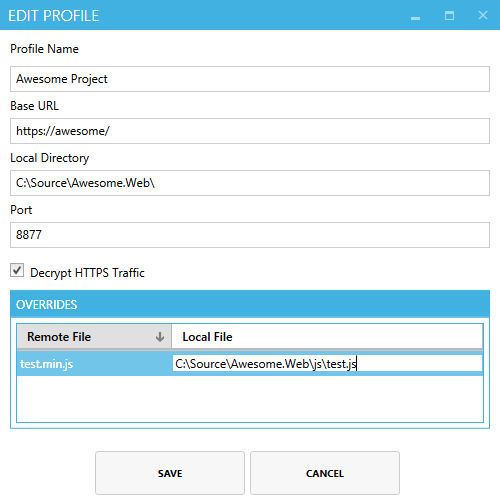 EDIT PROFILE
Profile Name
Awesome Project
Base URL
https://awesome/
Local Directory
C:\Source\Awesome.Web\
Port
8877
Decrypt HTTPS Traffic
OVERRIDES
Remote File Local File
test.min.js C:\Source\Awesome.Web\js\test.js
SAVE CANCEL